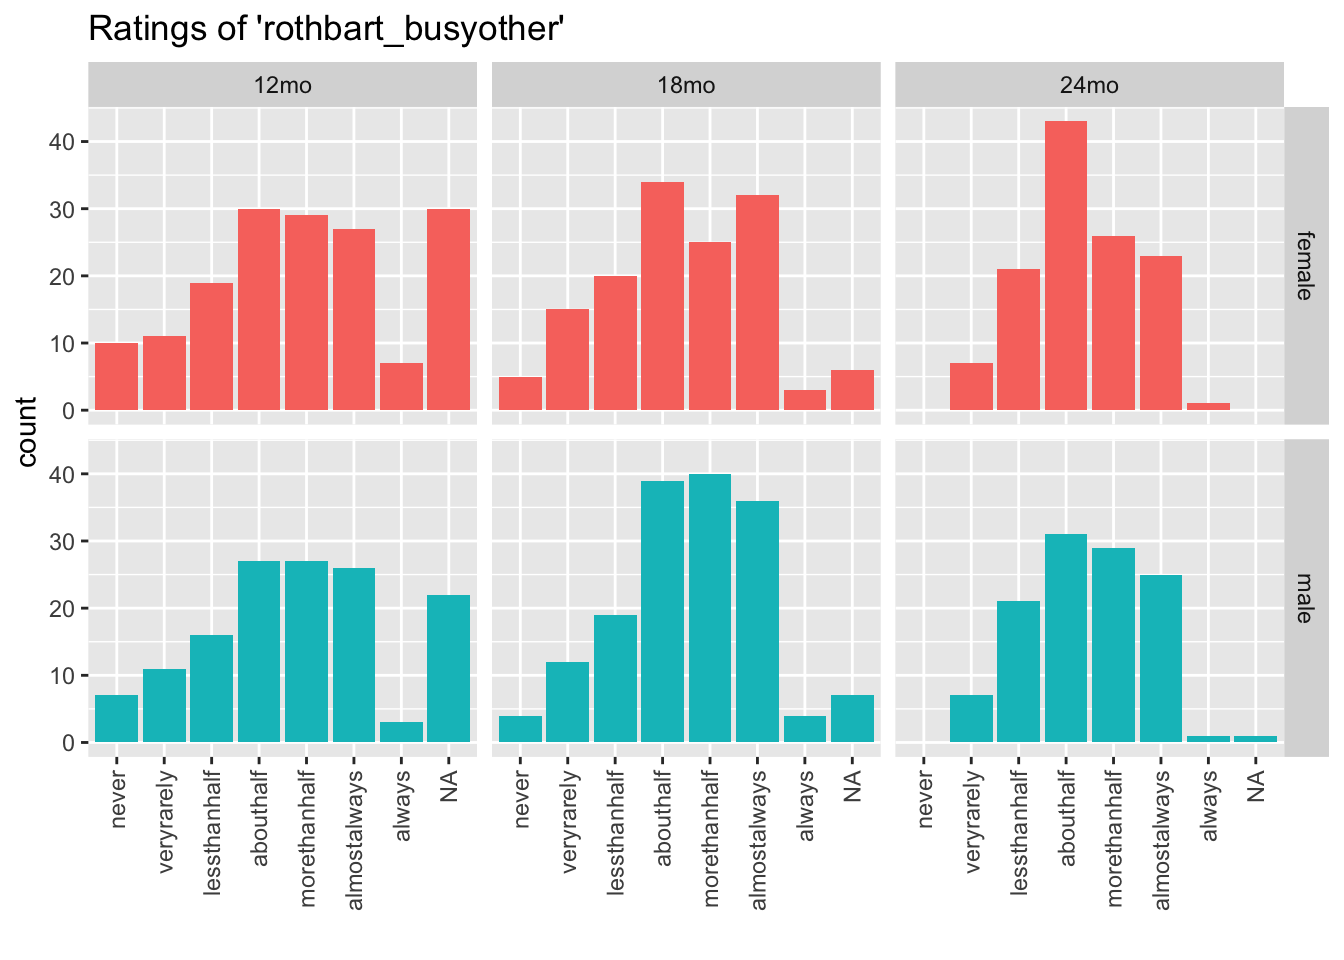 Ratings of 'rothbart_busyother'
12mo
18mo
24mo
count
40
30
20
10
0
female
40
30
20
10
0
male
never
veryrarely
lessthanhalf
abouthalf
morethanhalf
almostalways
always
NA
never
veryrarely
lessthanhalf
abouthalf
morethanhalf
almostalways
always
NA
never
veryrarely
lessthanhalf
abouthalf
morethanhalf
almostalways
always
NA